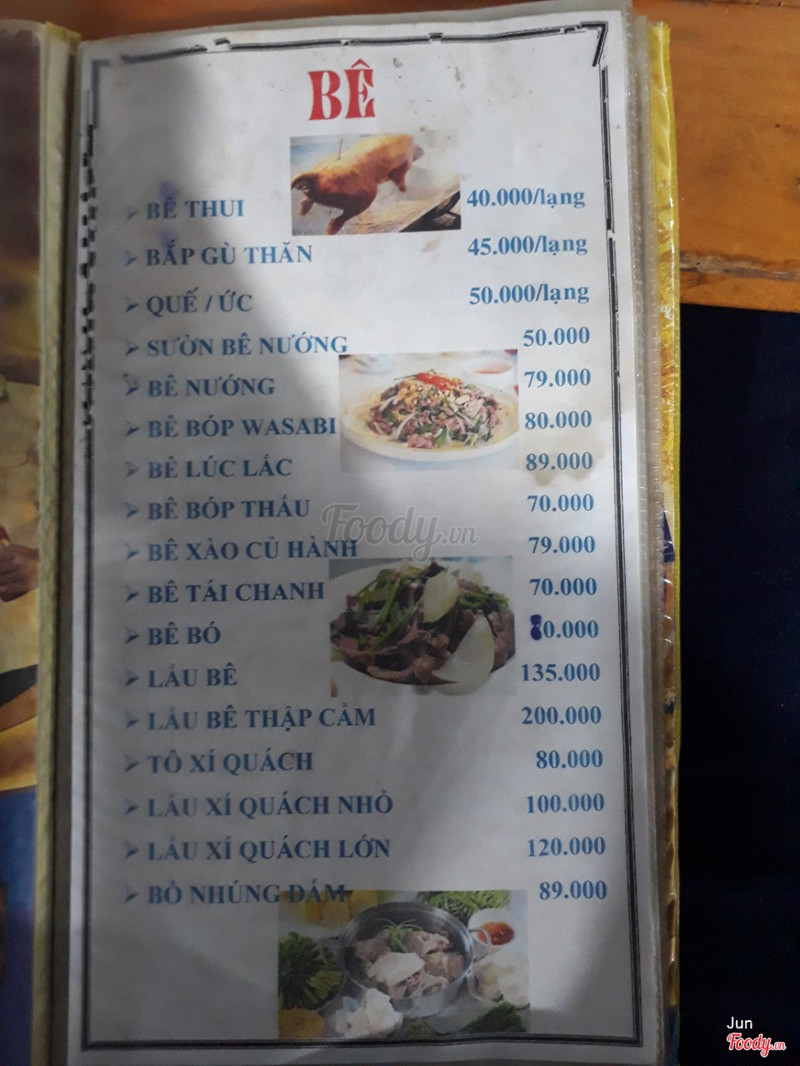 BÊ
BÊ THUI 40.000/lạng
BẮP GÙ THĂN 45.000/lạng
QUẾ / ỨC 50.000/lạng
SƯỜN BÊ NƯỚNG 50.000
BÊ NƯỚNG 79.000
BÊ BÓP WASABI 80.000
BÊ LÚC LẮC 89.000
BÊ BÓP THẤU 70.000
Foody.vn
BÊ XÀO CỦ HÀNH 79.000
BÊ TÁI CHANH 70.000
BÊ BÓ 80.000
LẨU BÊ 135.000
LẨU BÊ THẬP CẨM 200.000
TÔ XÍ QUÁCH 80.000
LẨU XÍ QUÁCH NHỎ 100.000
LẨU XÍ QUÁCH LỚN 120.000
BÒ NHÚNG DẤM 89.000
Jun
Foody.vn